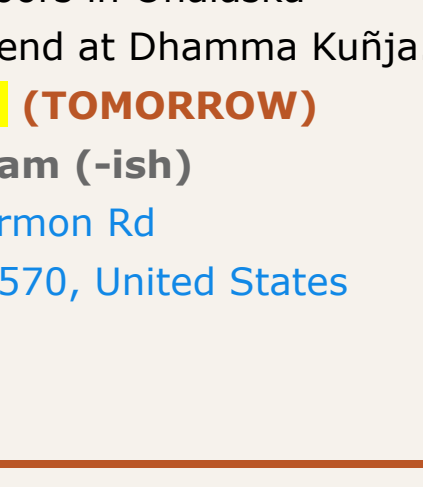 end at Dhamma Kuñja
(TOMORROW)
am (-ish)
rmon Rd
570, United States